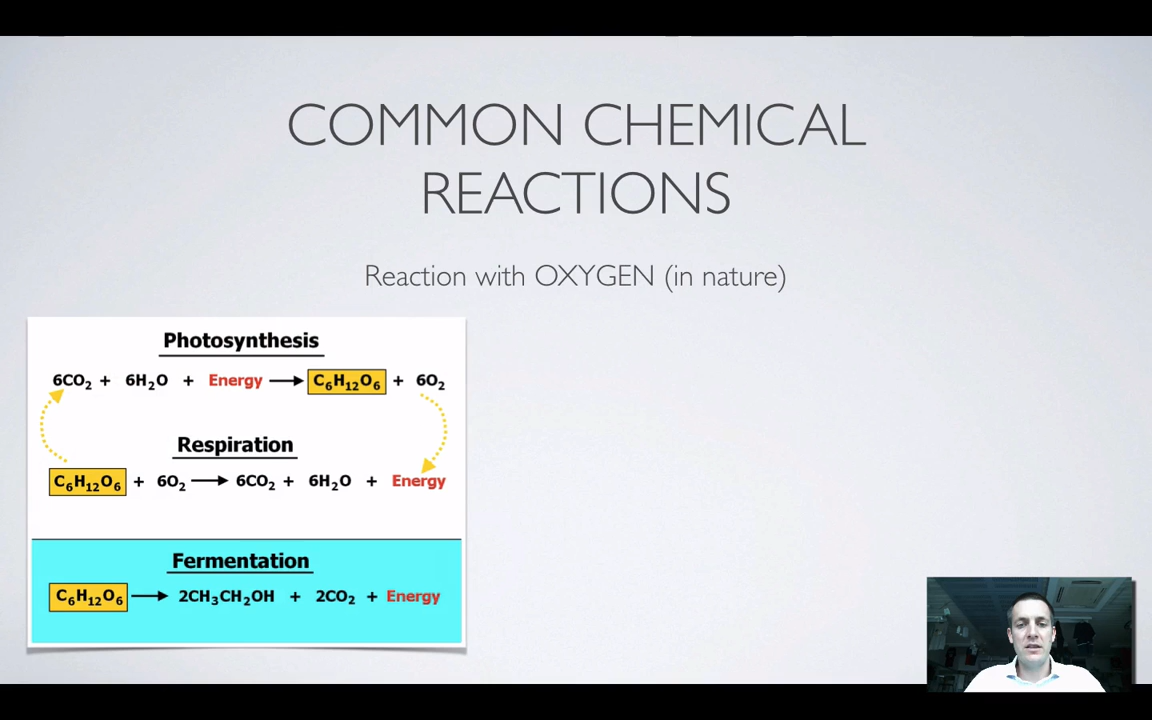 COMMON CHEMICAL
REACTIONS
Reaction with OXYGEN (in nature)
Photosynthesis
6CO₂ + 6H₂O + Energy → C₆H₁₂O₆ + 6O₂
Respiration
C₆H₁₂O₆ + 6O₂ → 6CO₂ + 6H₂O + Energy
Fermentation
C₆H₁₂O₆ → 2CH₃CH₂OH + 2CO₂ + Energy